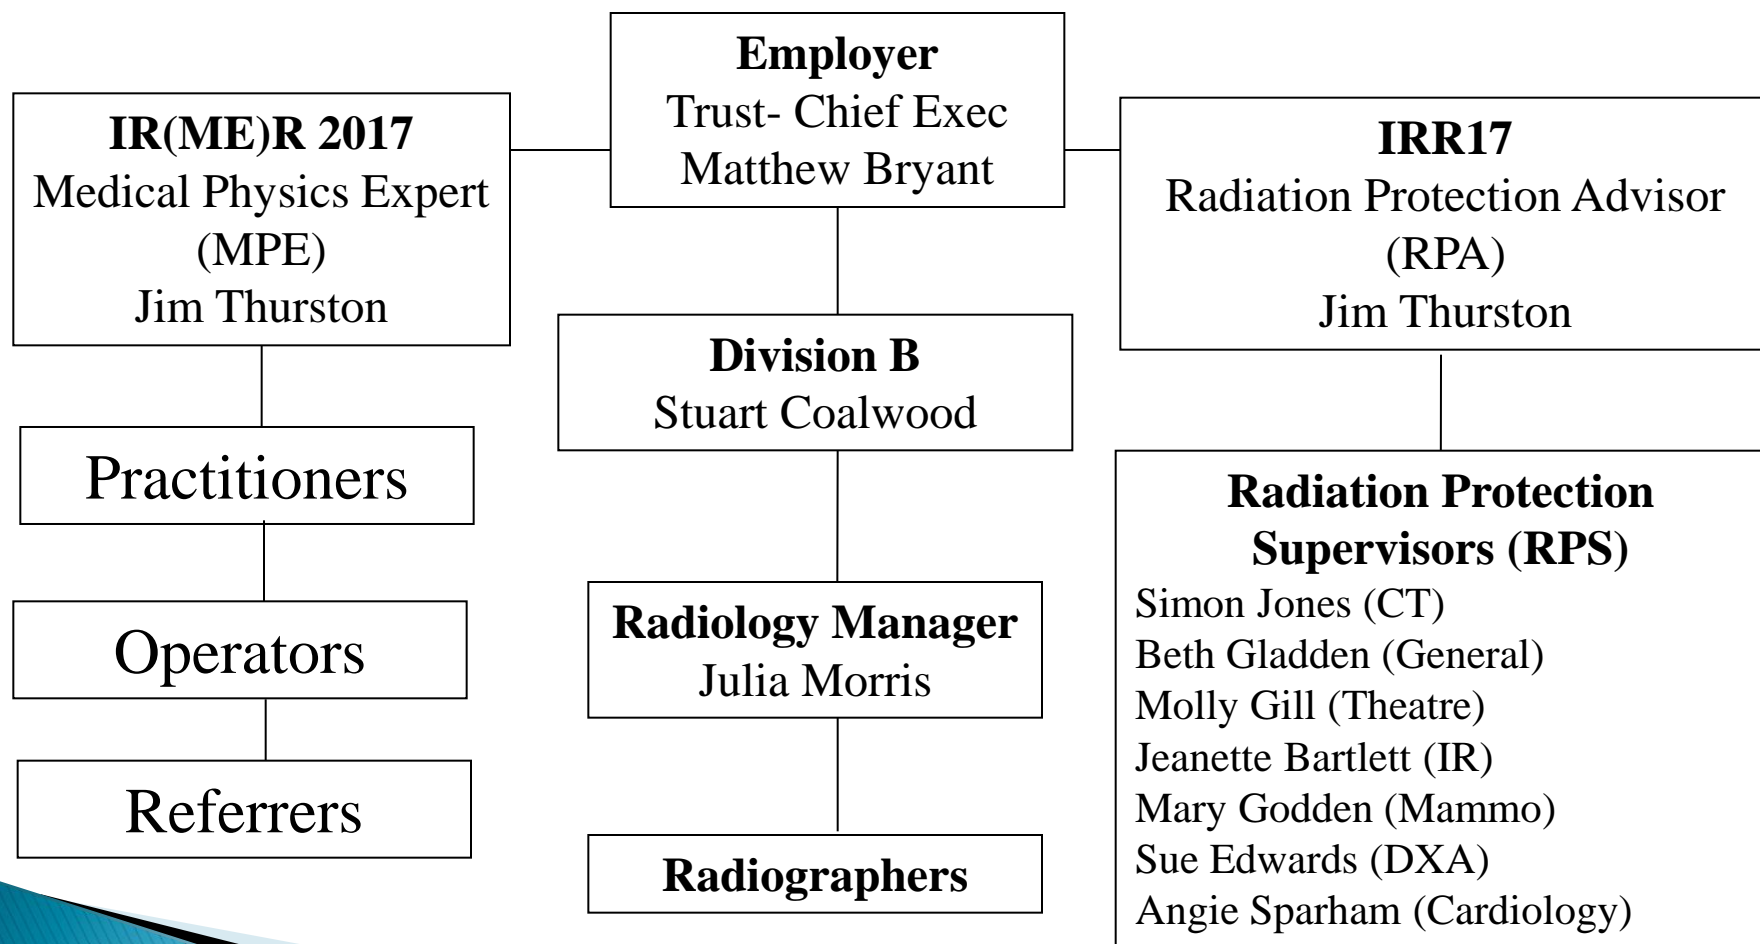 Employer
Trust- Chief Exec
Matthew Bryant
IR(ME)R 2017
Medical Physics Expert
(MPE)
Jim Thurston
IRR17
Radiation Protection Advisor
(RPA)
Jim Thurston
Division B
Stuart Coalwood
Practitioners
Operators
Referrers
Radiology Manager
Julia Morris
Radiographers
Radiation Protection
Supervisors (RPS)
Simon Jones (CT)
Beth Gladden (General)
Molly Gill (Theatre)
Jeanette Bartlett (IR)
Mary Godden (Mammo)
Sue Edwards (DXA)
Angie Sparham (Cardiology)